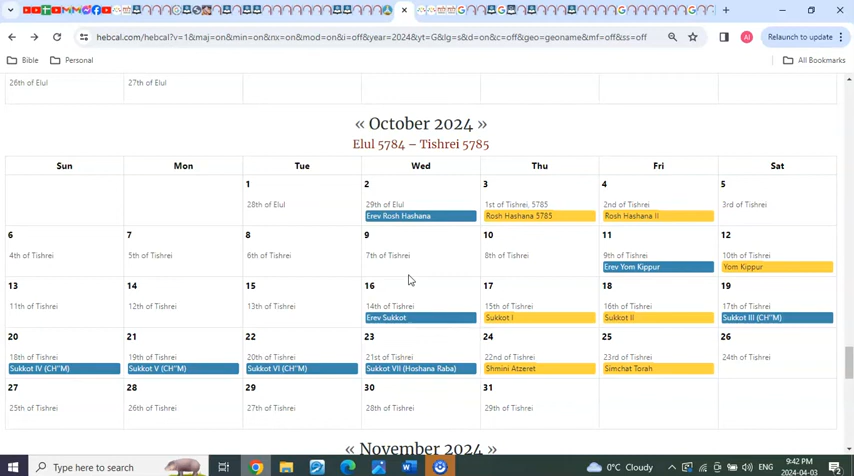 hebcal.com/hebcal?v=1&maj=on&min=on&nx=on&mod=on&i=off&year=2024&yt=G&lg=s&d=on&c=off&geo=geoname&mf=off&ss=off
AI
Relaunch to update
Bible
Personal
All Bookmarks
26th of Elul
27th of Elul
« October 2024 »
Elul 5784 – Tishrei 5785
Sun Mon Tue Wed Thu Fri Sat
1 2 3 4 5
28th of Elul 29th of Elul 1st of Tishrei, 5785 2nd of Tishrei 3rd of Tishrei
Erev Rosh Hashana Rosh Hashana 5785 Rosh Hashana II
6 7 8 9 10 11 12
4th of Tishrei 5th of Tishrei 6th of Tishrei 7th of Tishrei 8th of Tishrei 9th of Tishrei 10th of Tishrei
Erev Yom Kippur Yom Kippur
13 14 15 16 17 18 19
11th of Tishrei 12th of Tishrei 13th of Tishrei 14th of Tishrei 15th of Tishrei 16th of Tishrei 17th of Tishrei
Erev Sukkot Sukkot I Sukkot II Sukkot III (CH''M)
20 21 22 23 24 25 26
18th of Tishrei 19th of Tishrei 20th of Tishrei 21st of Tishrei 22nd of Tishrei 23rd of Tishrei 24th of Tishrei
Sukkot IV (CH''M) Sukkot V (CH''M) Sukkot VI (CH''M) Sukkot VII (Hoshana Raba) Shmini Atzeret Simchat Torah
27 28 29 30 31
25th of Tishrei 26th of Tishrei 27th of Tishrei 28th of Tishrei 29th of Tishrei
« November 2024 »
Type here to search
0°C Cloudy
ENG
9:42 PM
2024-04-03
2